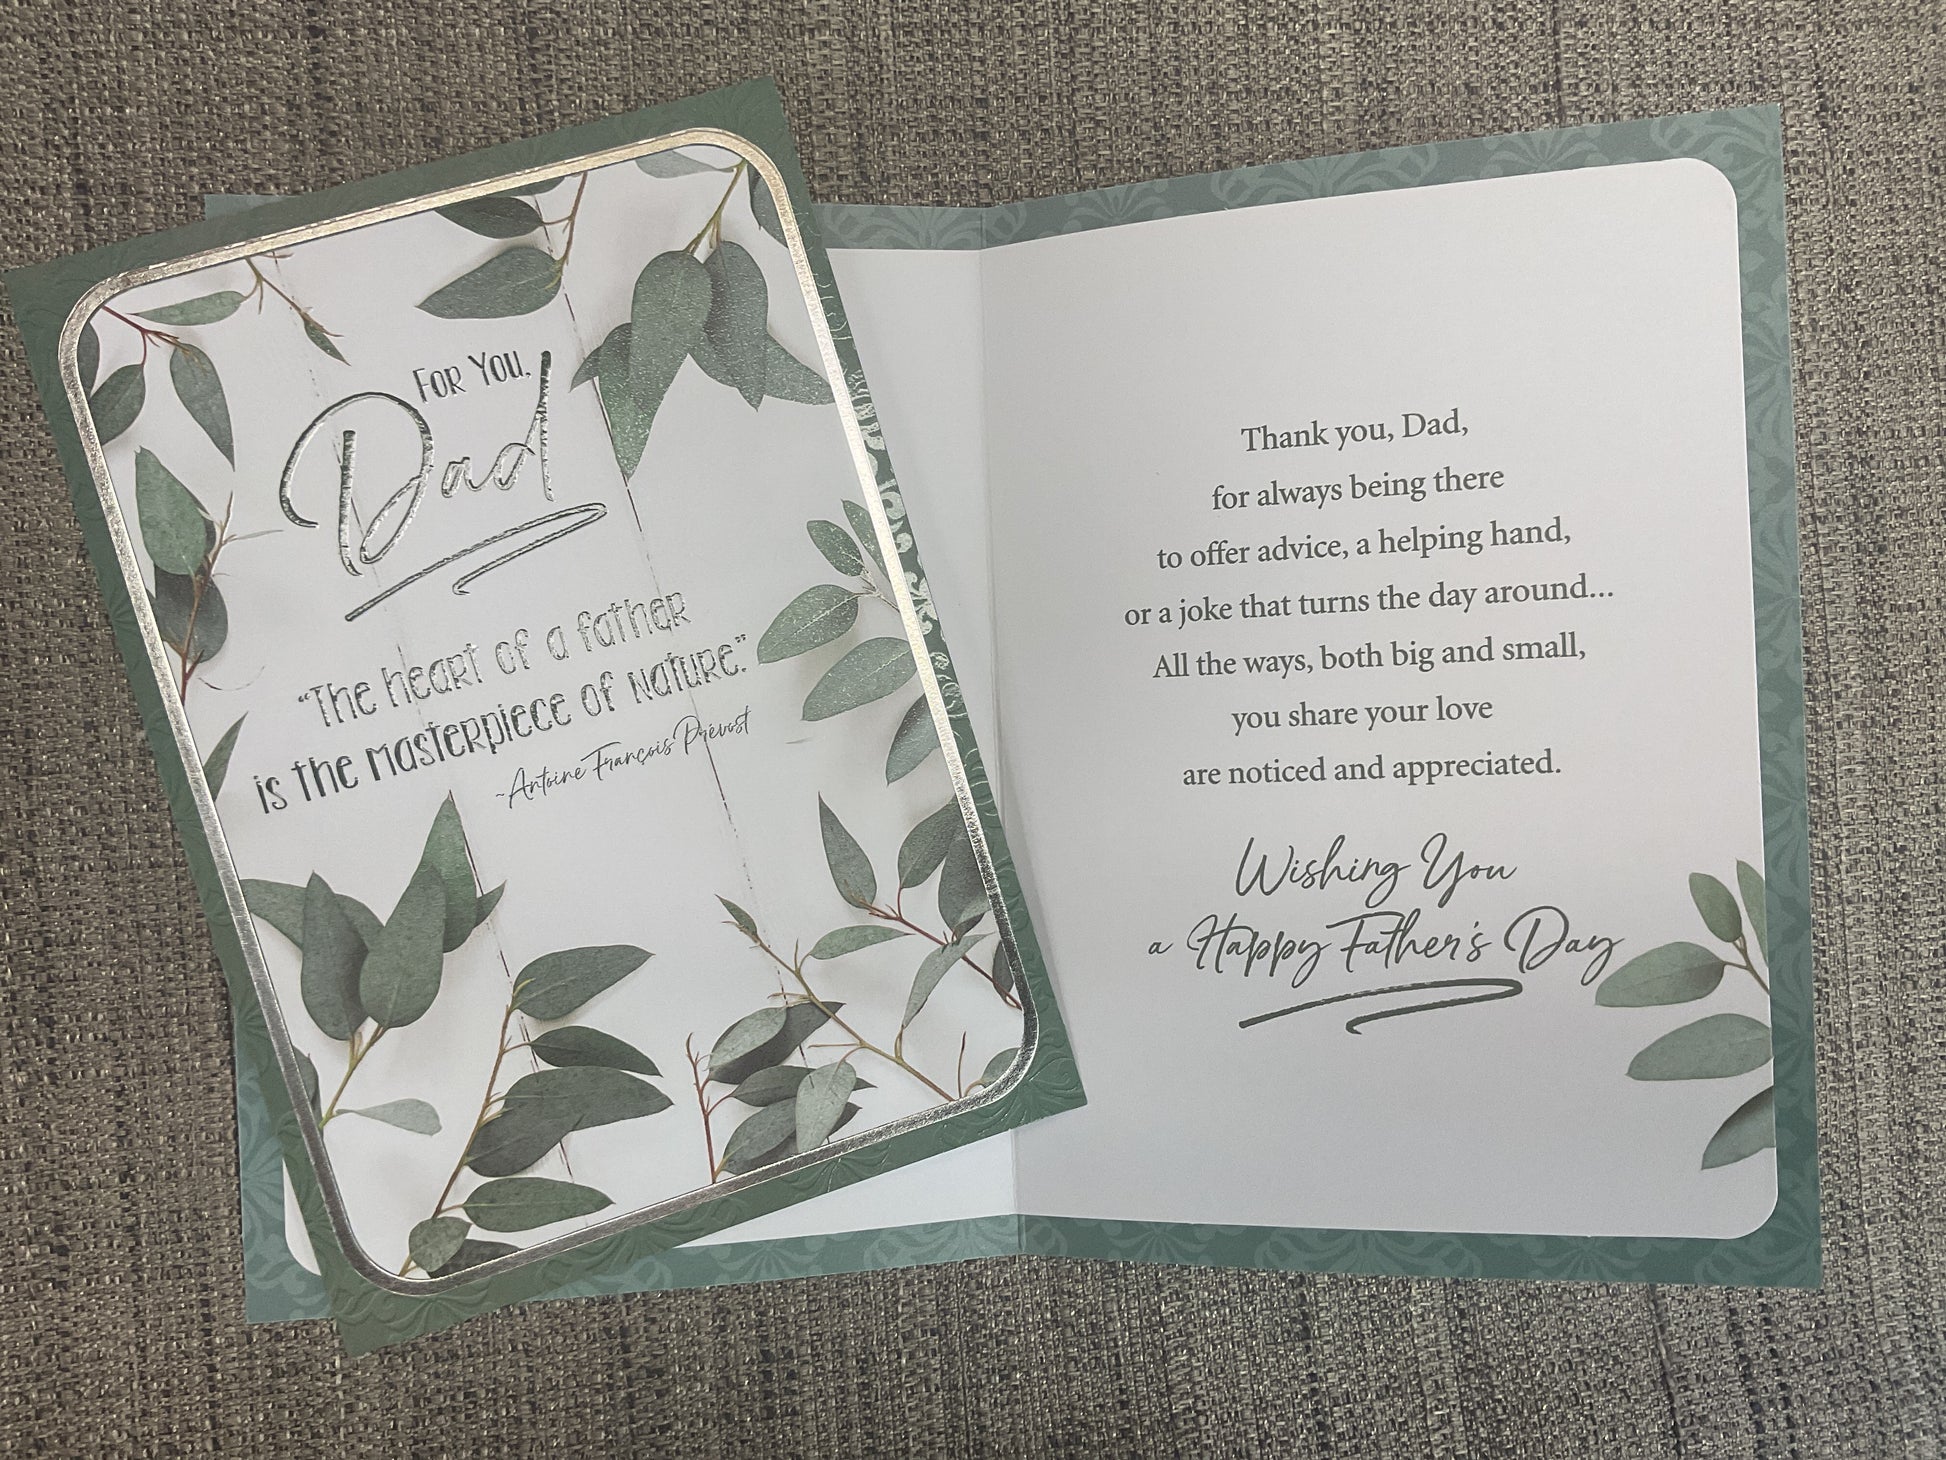 FOR YOU,
Dad
"The heart of a father
is the masterpiece of nature."
~Antoine François Prévost
Thank you, Dad,
for always being there
to offer advice, a helping hand,
or a joke that turns the day around...
All the ways, both big and small,
you share your love
are noticed and appreciated.
Wishing You
a Happy Father's Day